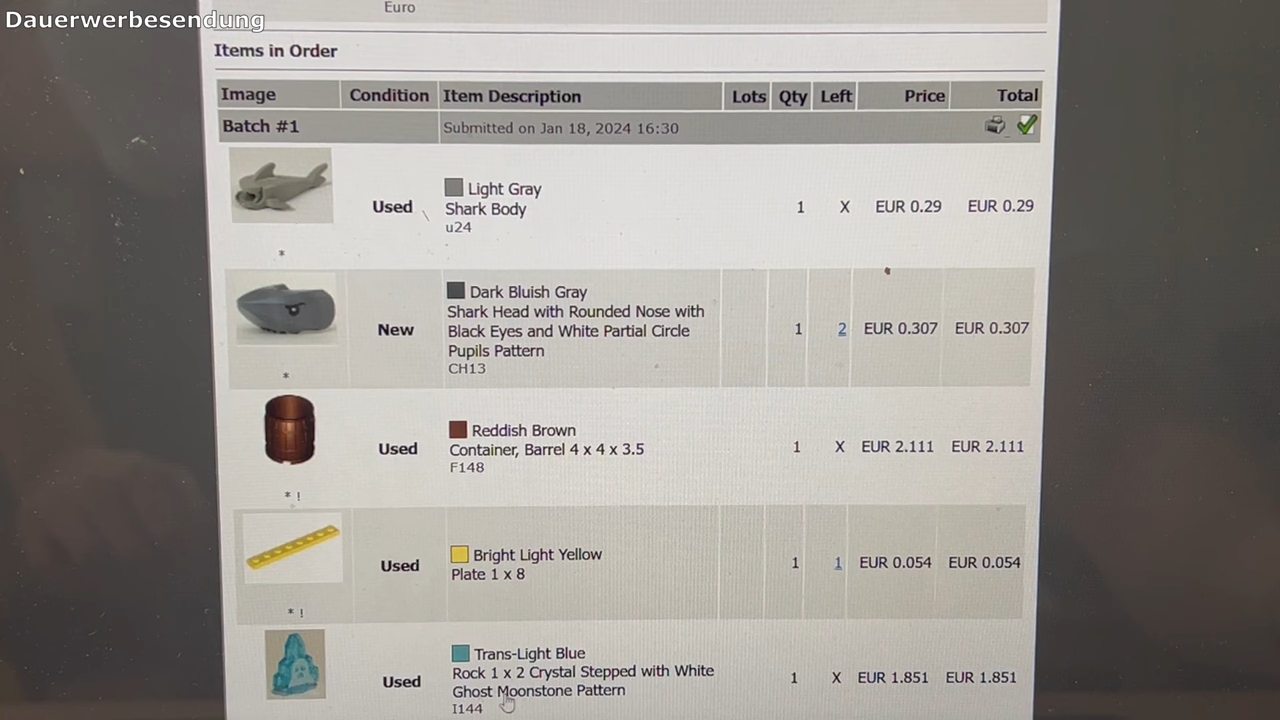 Dauerwerbesendung
Euro
Items in Order
Image Condition Item Description Lots Qty Left Price Total
Batch #1 Submitted on Jan 18, 2024 16:30
Light Gray
Used Shark Body 1 X EUR 0.29 EUR 0.29
u24
*
Dark Bluish Gray
Shark Head with Rounded Nose with
New Black Eyes and White Partial Circle 1 2 EUR 0.307 EUR 0.307
Pupils Pattern
CH13
*
Reddish Brown
Used Container, Barrel 4 x 4 x 3.5 1 X EUR 2.111 EUR 2.111
F148
* !
Bright Light Yellow
Used Plate 1 x 8 1 1 EUR 0.054 EUR 0.054
* !
Trans-Light Blue
Rock 1 x 2 Crystal Stepped with White
Used Ghost Moonstone Pattern 1 X EUR 1.851 EUR 1.851
I144